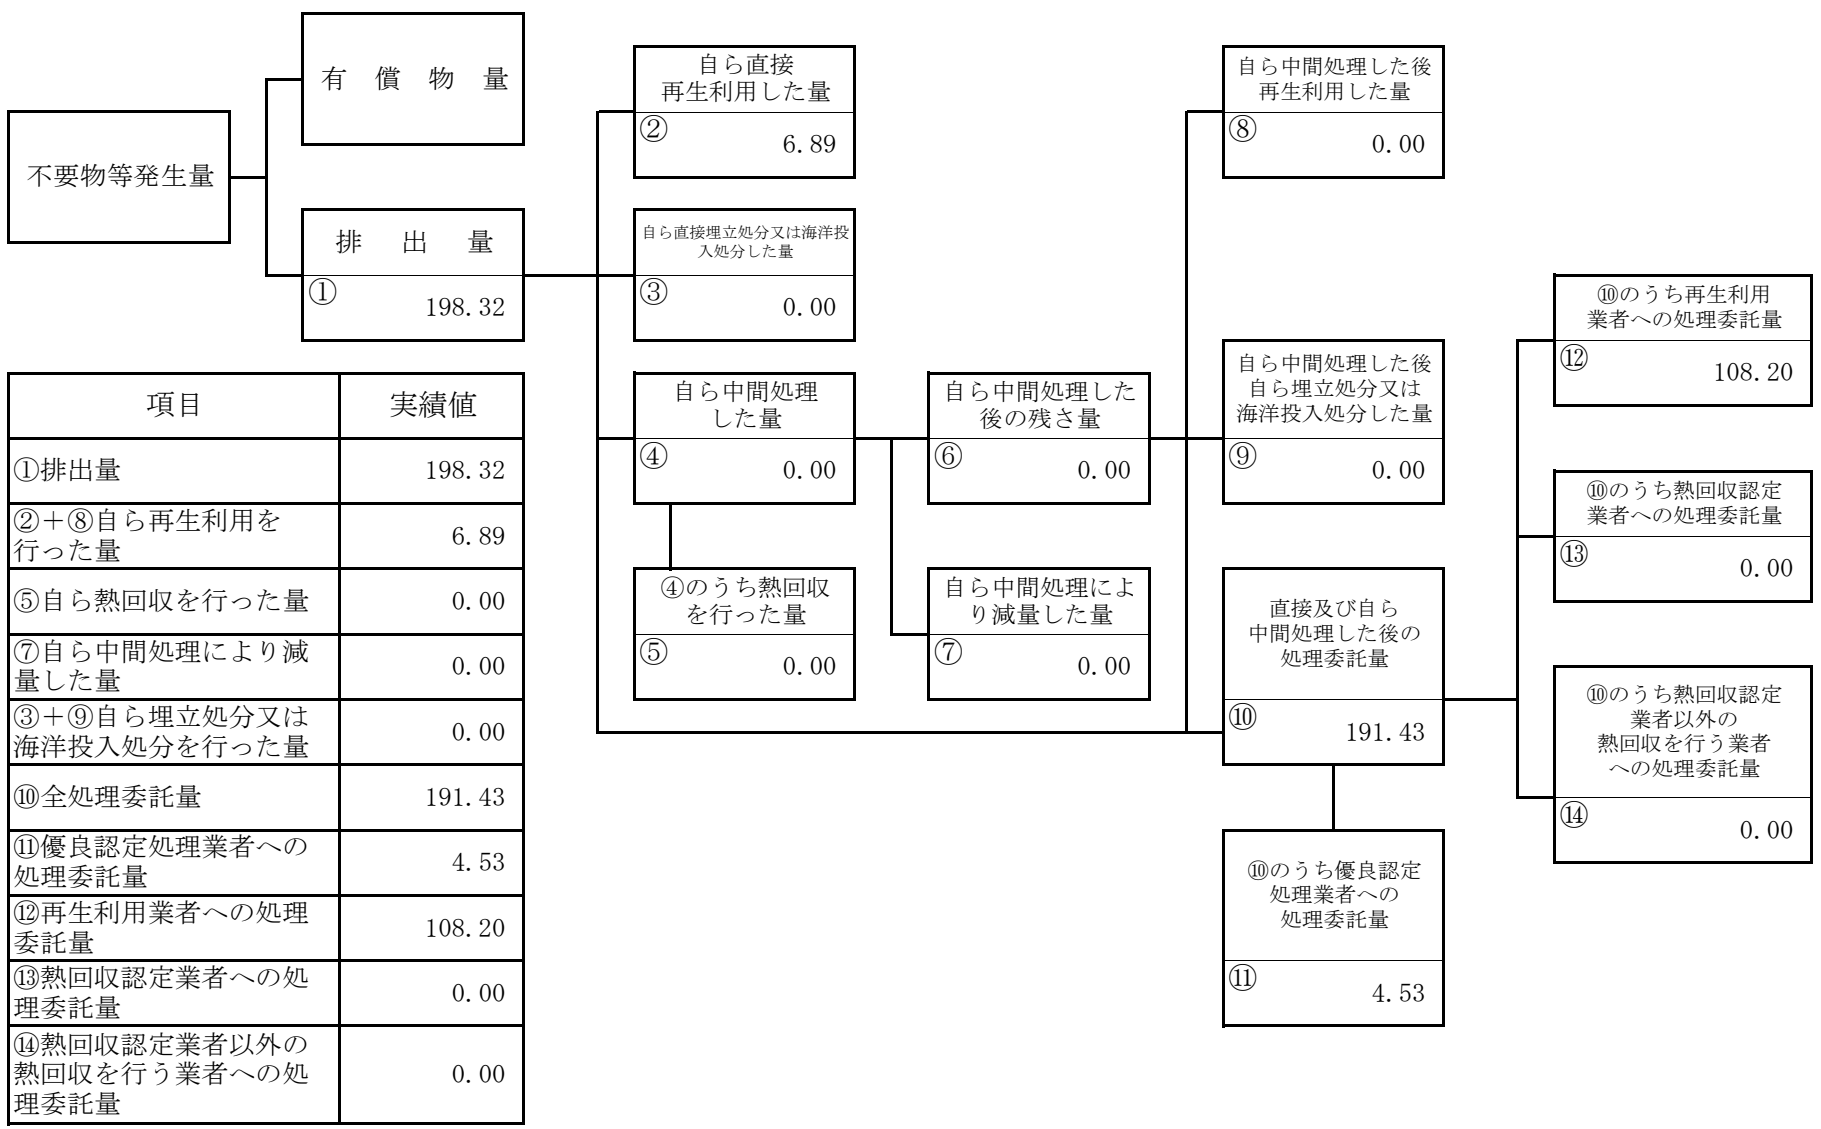 有償物量
不要物等発生量
排出量
①
198.32
自ら直接
再生利用した量
②
6.89
自ら直接埋立処分又は海洋投
入処分した量
③
0.00
自ら中間処理
した量
④
0.00
④のうち熱回収
を行った量
⑤
0.00
自ら中間処理した
後の残さ量
⑥
0.00
自ら中間処理によ
り減量した量
⑦
0.00
自ら中間処理した後
再生利用した量
⑧
0.00
自ら中間処理した後
自ら埋立処分又は
海洋投入処分した量
⑨
0.00
直接及び自ら
中間処理した後の
処理委託量
⑩
191.43
⑩のうち優良認定
処理業者への
処理委託量
⑪
4.53
⑩のうち再生利用
業者への処理委託量
⑫
108.20
⑩のうち熱回収認定
業者への処理委託量
⑬
0.00
⑩のうち熱回収認定
業者以外の
熱回収を行う業者
への処理委託量
⑭
0.00
項目 実績値
①排出量 198.32
②+⑧自ら再生利用を
行った量 6.89
⑤自ら熱回収を行った量 0.00
⑦自ら中間処理により減
量した量 0.00
③+⑨自ら埋立処分又は
海洋投入処分を行った量 0.00
⑩全処理委託量 191.43
⑪優良認定処理業者への
処理委託量 4.53
⑫再生利用業者への処理
委託量 108.20
⑬熱回収認定業者への処
理委託量 0.00
⑭熱回収認定業者以外の
熱回収を行う業者への処
理委託量 0.00